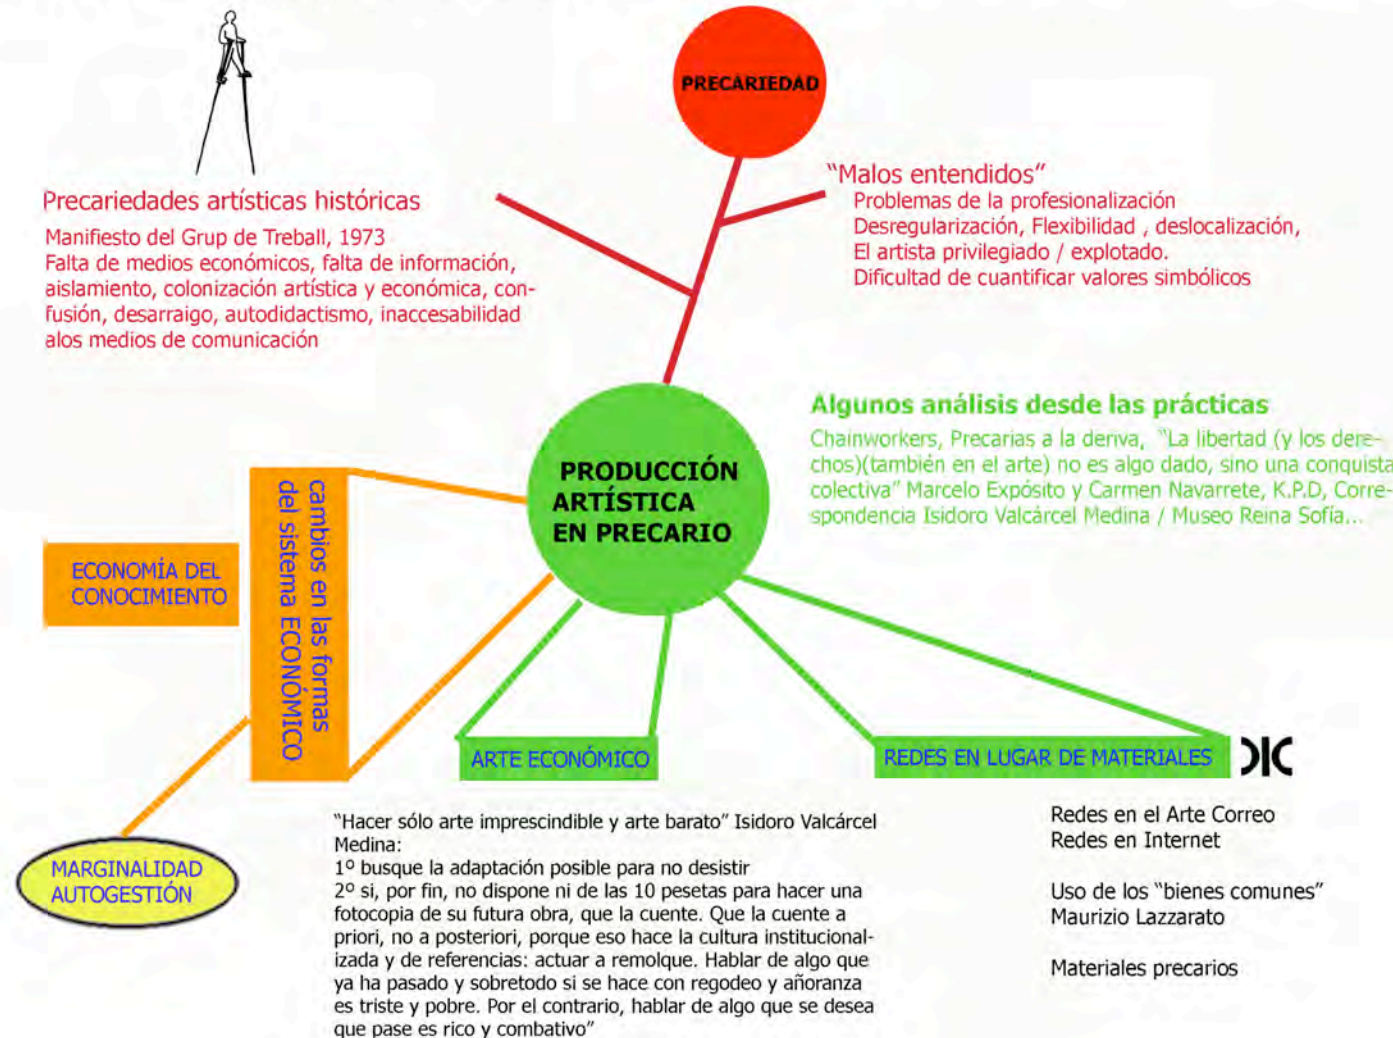 PRECARIEDAD
Precariedades artísticas históricas
Manifiesto del Grup de Treball, 1973
Falta de medios económicos, falta de información,
aislamiento, colonización artística y económica, con-
fusión, desarraigo, autodidactismo, inaccesabilidad
alos medios de comunicación
“Malos entendidos”
Problemas de la profesionalización
Desregularización, Flexibilidad , deslocalización,
El artista privilegiado / explotado.
Dificultad de cuantificar valores simbólicos
PRODUCCIÓN
ARTÍSTICA
EN PRECARIO
Algunos análisis desde las prácticas
Chainworkers, Precarias a la deriva, “La libertad (y los dere-
chos)(también en el arte) no es algo dado, sino una conquista
colectiva” Marcelo Expósito y Carmen Navarrete, K.P.D, Corre-
spondencia Isidoro Valcárcel Medina / Museo Reina Sofía...
cambios en las formas
del sistema ECONÓMICO
ECONOMÍA DEL
CONOCIMIENTO
MARGINALIDAD
AUTOGESTIÓN
ARTE ECONÓMICO
“Hacer sólo arte imprescindible y arte barato” Isidoro Valcárcel
Medina:
1º busque la adaptación posible para no desistir
2º si, por fin, no dispone ni de las 10 pesetas para hacer una
fotocopia de su futura obra, que la cuente. Que la cuente a
priori, no a posteriori, porque eso hace la cultura institucional-
izada y de referencias: actuar a remolque. Hablar de algo que
ya ha pasado y sobretodo si se hace con regodeo y añoranza
es triste y pobre. Por el contrario, hablar de algo que se desea
que pase es rico y combativo”
REDES EN LUGAR DE MATERIALES
Redes en el Arte Correo
Redes en Internet
Uso de los “bienes comunes”
Maurizio Lazzarato
Materiales precarios